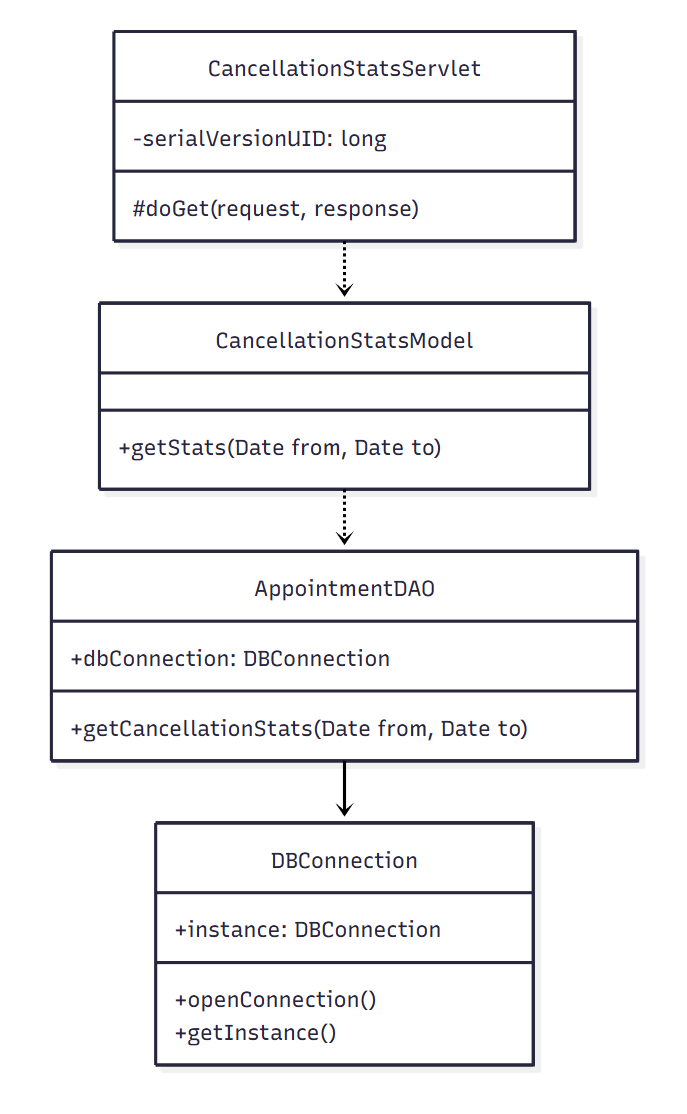 CancellationStatsServlet
-serialVersionUID: long
#doGet(request, response)
CancellationStatsModel
+getStats(Date from, Date to)
AppointmentDAO
+dbConnection: DBConnection
+getCancellationStats(Date from, Date to)
DBConnection
+instance: DBConnection
+openConnection()
+getInstance()